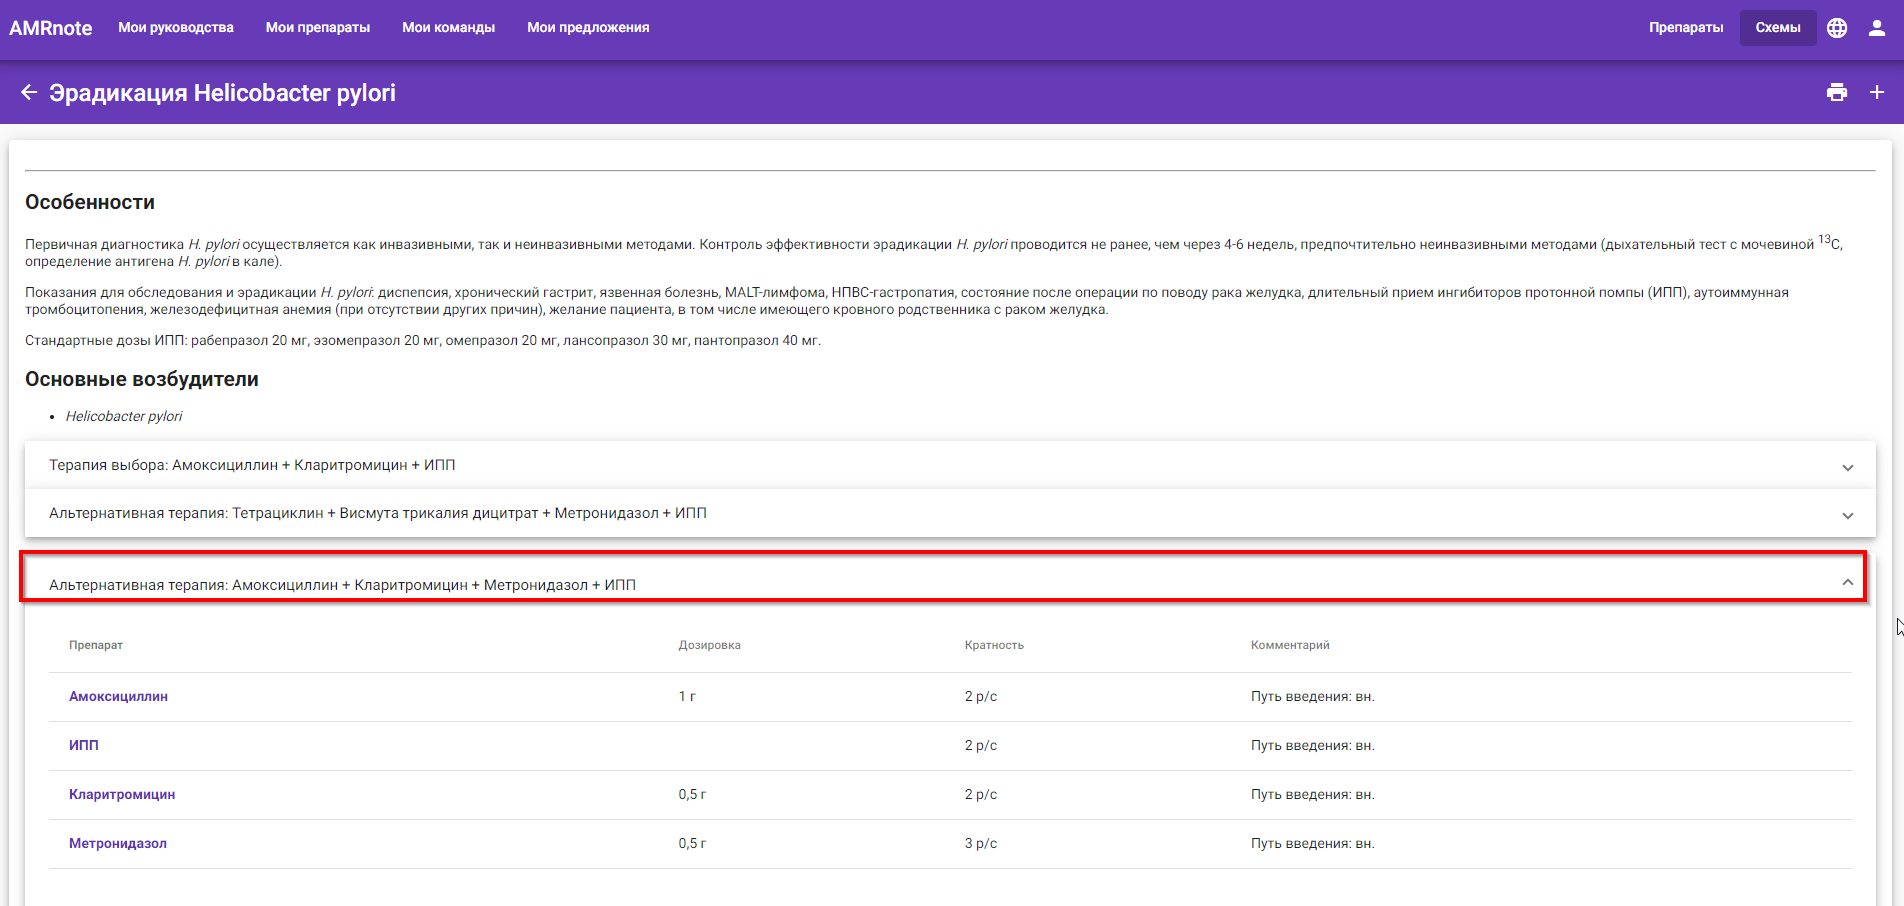 AMRnote Мои руководства Мои препараты Мои команды Мои предложения Препараты Схемы
Эрадикация Helicobacter pylori
Особенности
Первичная диагностика H. pylori осуществляется как инвазивными, так и неинвазивными методами. Контроль эффективности эрадикации H. pylori проводится не ранее, чем через 4-6 недель, предпочтительно неинвазивными методами (дыхательный тест с мочевиной ¹³C,
определение антигена H. pylori в кале).
Показания для обследования и эрадикации H. pylori: диспепсия, хронический гастрит, язвенная болезнь, MALT-лимфома, НПВС-гастропатия, состояние после операции по поводу рака желудка, длительный прием ингибиторов протонной помпы (ИПП), аутоиммунная
тромбоцитопения, железодефицитная анемия (при отсутствии других причин), желание пациента, в том числе имеющего кровного родственника с раком желудка.
Стандартные дозы ИПП: рабепразол 20 мг, эзомепразол 20 мг, омепразол 20 мг, лансопразол 30 мг, пантопразол 40 мг.
Основные возбудители
• Helicobacter pylori
Терапия выбора: Амоксициллин + Кларитромицин + ИПП
Альтернативная терапия: Тетрациклин + Висмута трикалия дицитрат + Метронидазол + ИПП
Альтернативная терапия: Амоксициллин + Кларитромицин + Метронидазол + ИПП
Препарат Дозировка Кратность Комментарий
Амоксициллин 1 г 2 р/с Путь введения: вн.
ИПП 2 р/с Путь введения: вн.
Кларитромицин 0,5 г 2 р/с Путь введения: вн.
Метронидазол 0,5 г 3 р/с Путь введения: вн.